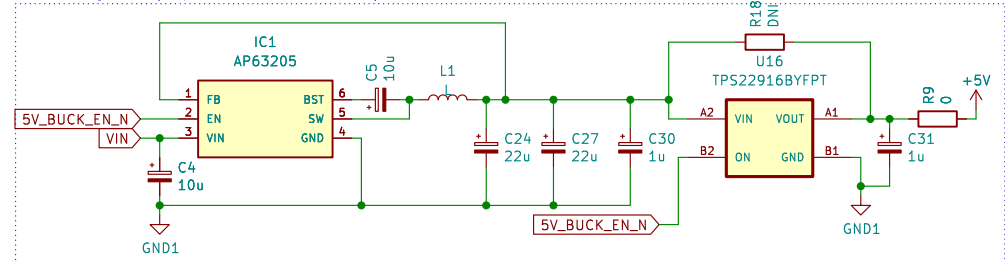 IC1
AP63205
1 FB BST 6
2 EN SW 5
3 VIN GND 4
5V_BUCK_EN_N
VIN
C4
10u
GND1
C5
10u
L1
C24
22u
C27
22u
C30
1u
5V_BUCK_EN_N
R18
DNI
U16
TPS22916BYFPT
A2 VIN VOUT A1
B2 ON GND B1
C31
1u
GND1
R9
0
+5V